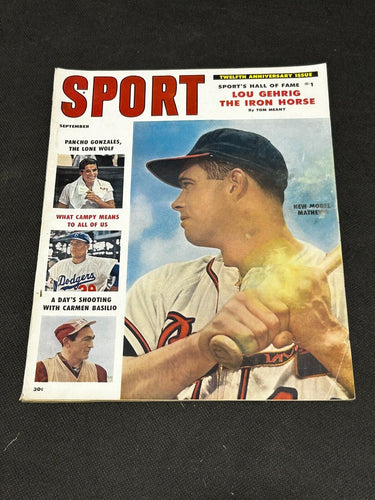 TWELFTH ANNIVERSARY ISSUE
SPORT
SPORT'S HALL OF FAME #1
LOU GEHRIG
THE IRON HORSE
By TOM MEANY
SEPTEMBER
PANCHO GONZALES,
THE LONE WOLF
WHAT CAMPY MEANS
TO ALL OF US
Dodgers
39
A DAY'S SHOOTING
WITH CARMEN BASILIO
30¢
NEW MODEL